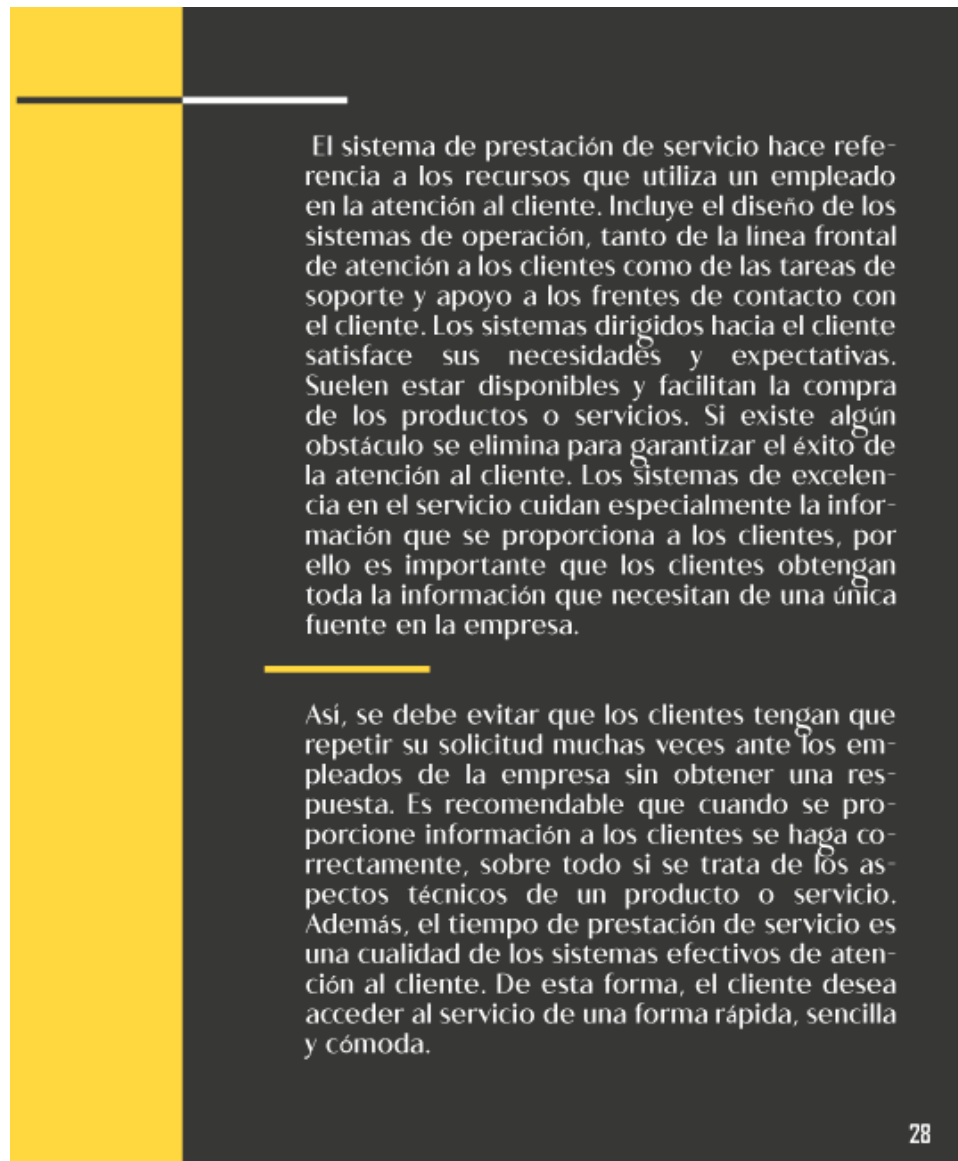 El sistema de prestación de servicio hace refe-
rencia a los recursos que utiliza un empleado
en la atención al cliente. Incluye el diseño de los
sistemas de operación, tanto de la línea frontal
de atención a los clientes como de las tareas de
soporte y apoyo a los frentes de contacto con
el cliente. Los sistemas dirigidos hacia el cliente
satisface sus necesidades y expectativas.
Suelen estar disponibles y facilitan la compra
de los productos o servicios. Si existe algún
obstáculo se elimina para garantizar el éxito de
la atención al cliente. Los sistemas de excelen-
cia en el servicio cuidan especialmente la infor-
mación que se proporciona a los clientes, por
ello es importante que los clientes obtengan
toda la información que necesitan de una única
fuente en la empresa.
Así, se debe evitar que los clientes tengan que
repetir su solicitud muchas veces ante los em-
pleados de la empresa sin obtener una res-
puesta. Es recomendable que cuando se pro-
porcione información a los clientes se haga co-
rrectamente, sobre todo si se trata de los as-
pectos técnicos de un producto o servicio.
Además, el tiempo de prestación de servicio es
una cualidad de los sistemas efectivos de aten-
ción al cliente. De esta forma, el cliente desea
acceder al servicio de una forma rápida, sencilla
y cómoda.
28